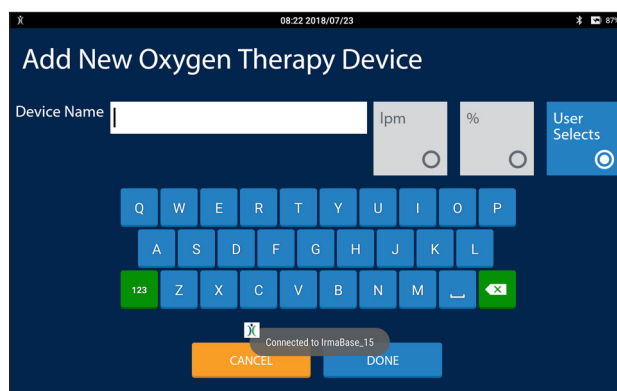 08:22 2018/07/23
87%
Add New Oxygen Therapy Device
Device Name
lpm
%
User
Selects
Q W E R T Y U I O P
A S D F G H J K L
123 Z X C V B N M
Connected to IrmaBase_15
CANCEL
DONE